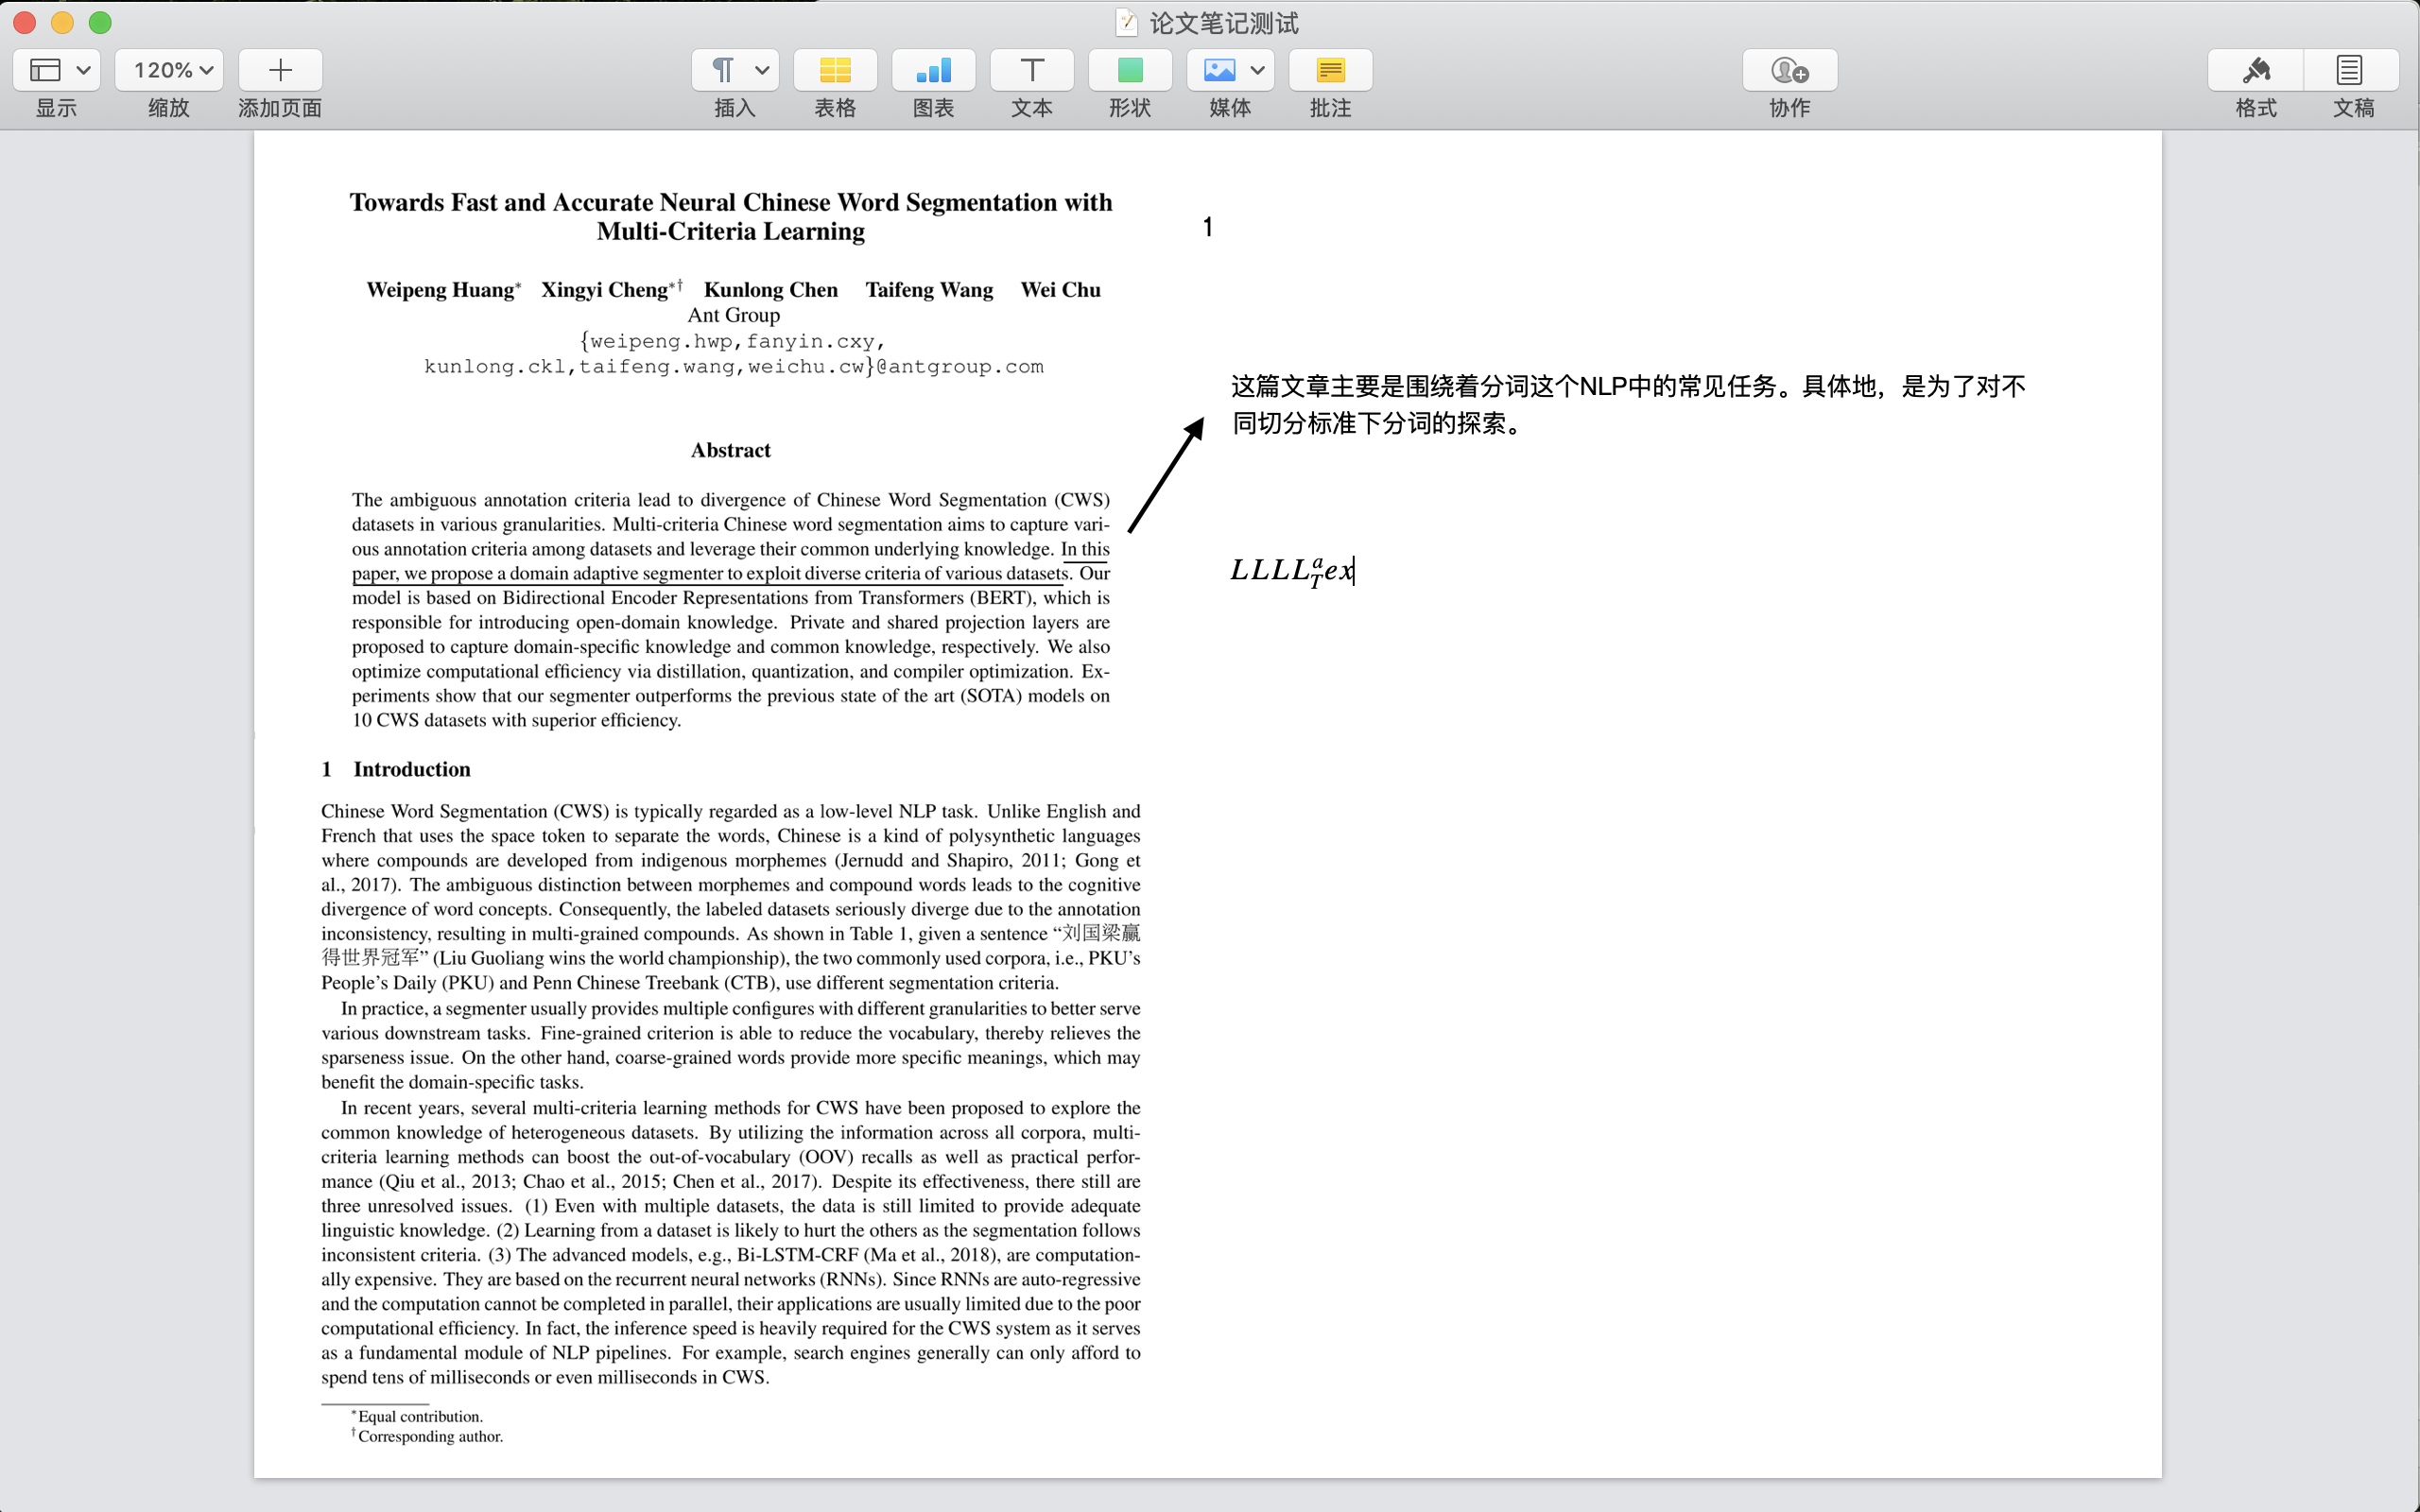 论文笔记测试
120%
显示
缩放
添加页面
插入
表格
图表
文本
形状
媒体
批注
协作
格式
文稿
Towards Fast and Accurate Neural Chinese Word Segmentation with
Multi-Criteria Learning
1
Weipeng Huang* Xingyi Cheng*† Kunlong Chen Taifeng Wang Wei Chu
Ant Group
{weipeng.hwp,fanyin.cxy,
kunlong.ckl,taifeng.wang,weichu.cw}@antgroup.com
Abstract
The ambiguous annotation criteria lead to divergence of Chinese Word Segmentation (CWS)
datasets in various granularities. Multi-criteria Chinese word segmentation aims to capture vari-
ous annotation criteria among datasets and leverage their common underlying knowledge. In this
paper, we propose a domain adaptive segmenter to exploit diverse criteria of various datasets. Our
model is based on Bidirectional Encoder Representations from Transformers (BERT), which is
responsible for introducing open-domain knowledge. Private and shared projection layers are
proposed to capture domain-specific knowledge and common knowledge, respectively. We also
optimize computational efficiency via distillation, quantization, and compiler optimization. Ex-
periments show that our segmenter outperforms the previous state of the art (SOTA) models on
10 CWS datasets with superior efficiency.
1 Introduction
Chinese Word Segmentation (CWS) is typically regarded as a low-level NLP task. Unlike English and
French that uses the space token to separate the words, Chinese is a kind of polysynthetic languages
where compounds are developed from indigenous morphemes (Jernudd and Shapiro, 2011; Gong et
al., 2017). The ambiguous distinction between morphemes and compound words leads to the cognitive
divergence of word concepts. Consequently, the labeled datasets seriously diverge due to the annotation
inconsistency, resulting in multi-grained compounds. As shown in Table 1, given a sentence “刘国梁赢
得世界冠军” (Liu Guoliang wins the world championship), the two commonly used corpora, i.e., PKU’s
People’s Daily (PKU) and Penn Chinese Treebank (CTB), use different segmentation criteria.
In practice, a segmenter usually provides multiple configures with different granularities to better serve
various downstream tasks. Fine-grained criterion is able to reduce the vocabulary, thereby relieves the
sparseness issue. On the other hand, coarse-grained words provide more specific meanings, which may
benefit the domain-specific tasks.
In recent years, several multi-criteria learning methods for CWS have been proposed to explore the
common knowledge of heterogeneous datasets. By utilizing the information across all corpora, multi-
criteria learning methods can boost the out-of-vocabulary (OOV) recalls as well as practical perfor-
mance (Qiu et al., 2013; Chao et al., 2015; Chen et al., 2017). Despite its effectiveness, there still are
three unresolved issues. (1) Even with multiple datasets, the data is still limited to provide adequate
linguistic knowledge. (2) Learning from a dataset is likely to hurt the others as the segmentation follows
inconsistent criteria. (3) The advanced models, e.g., Bi-LSTM-CRF (Ma et al., 2018), are computation-
ally expensive. They are based on the recurrent neural networks (RNNs). Since RNNs are auto-regressive
and the computation cannot be completed in parallel, their applications are usually limited due to the poor
computational efficiency. In fact, the inference speed is heavily required for the CWS system as it serves
as a fundamental module of NLP pipelines. For example, search engines generally can only afford to
spend tens of milliseconds or even milliseconds in CWS.
*Equal contribution.
†Corresponding author.
这篇文章主要是围绕着分词这个NLP中的常见任务。具体地，是为了对不
同切分标准下分词的探索。
LLLL_T^a ex